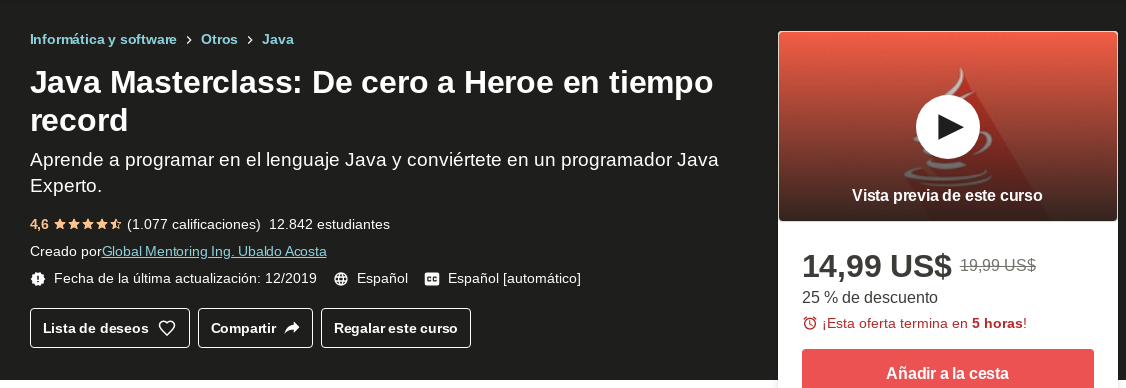 Informática y software > Otros > Java
Java Masterclass: De cero a Heroe en tiempo
record
Aprende a programar en el lenguaje Java y conviértete en un programador Java
Experto.
4,6 (1.077 calificaciones) 12.842 estudiantes
Creado porGlobal Mentoring Ing. Ubaldo Acosta
Fecha de la última actualización: 12/2019 Español CC Español [automático]
Lista de deseos Compartir Regalar este curso
Vista previa de este curso
14,99 US$ 19,99 US$
25 % de descuento
¡Esta oferta termina en 5 horas!
Añadir a la cesta